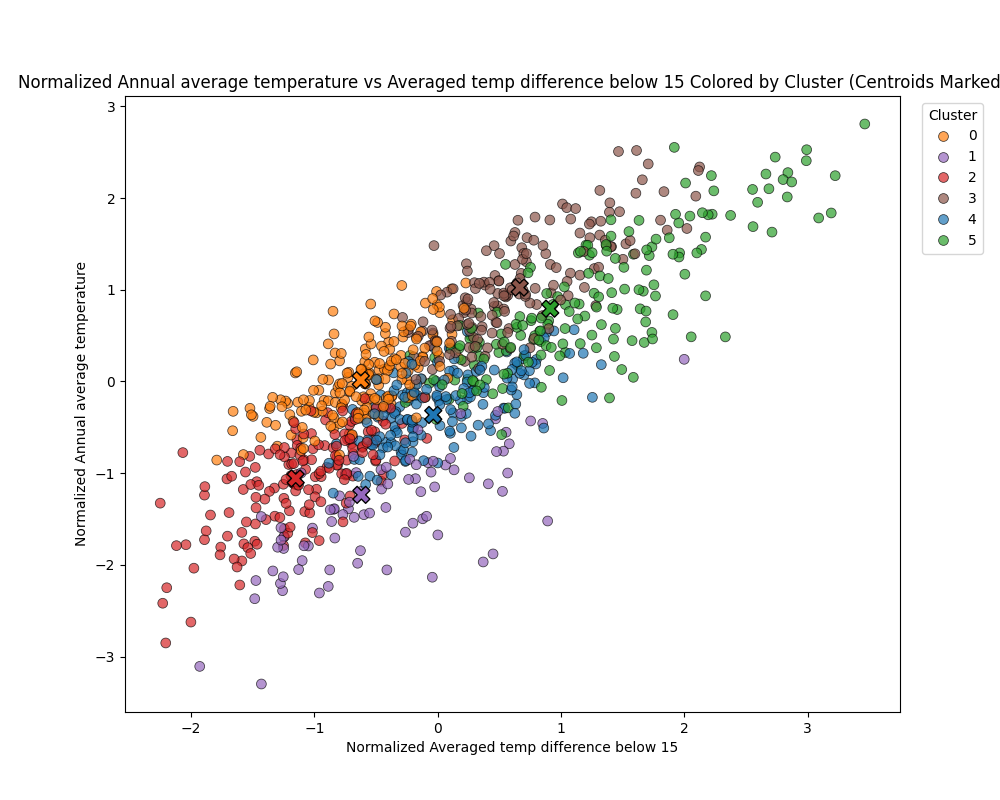 Normalized Annual average temperature vs Averaged temp difference below 15 Colored by Cluster (Centroids Marked
Cluster
0
1
2
3
4
5
3
2
1
0
−1
−2
−3
Normalized Annual average temperature
−2 −1 0 1 2 3
Normalized Averaged temp difference below 15